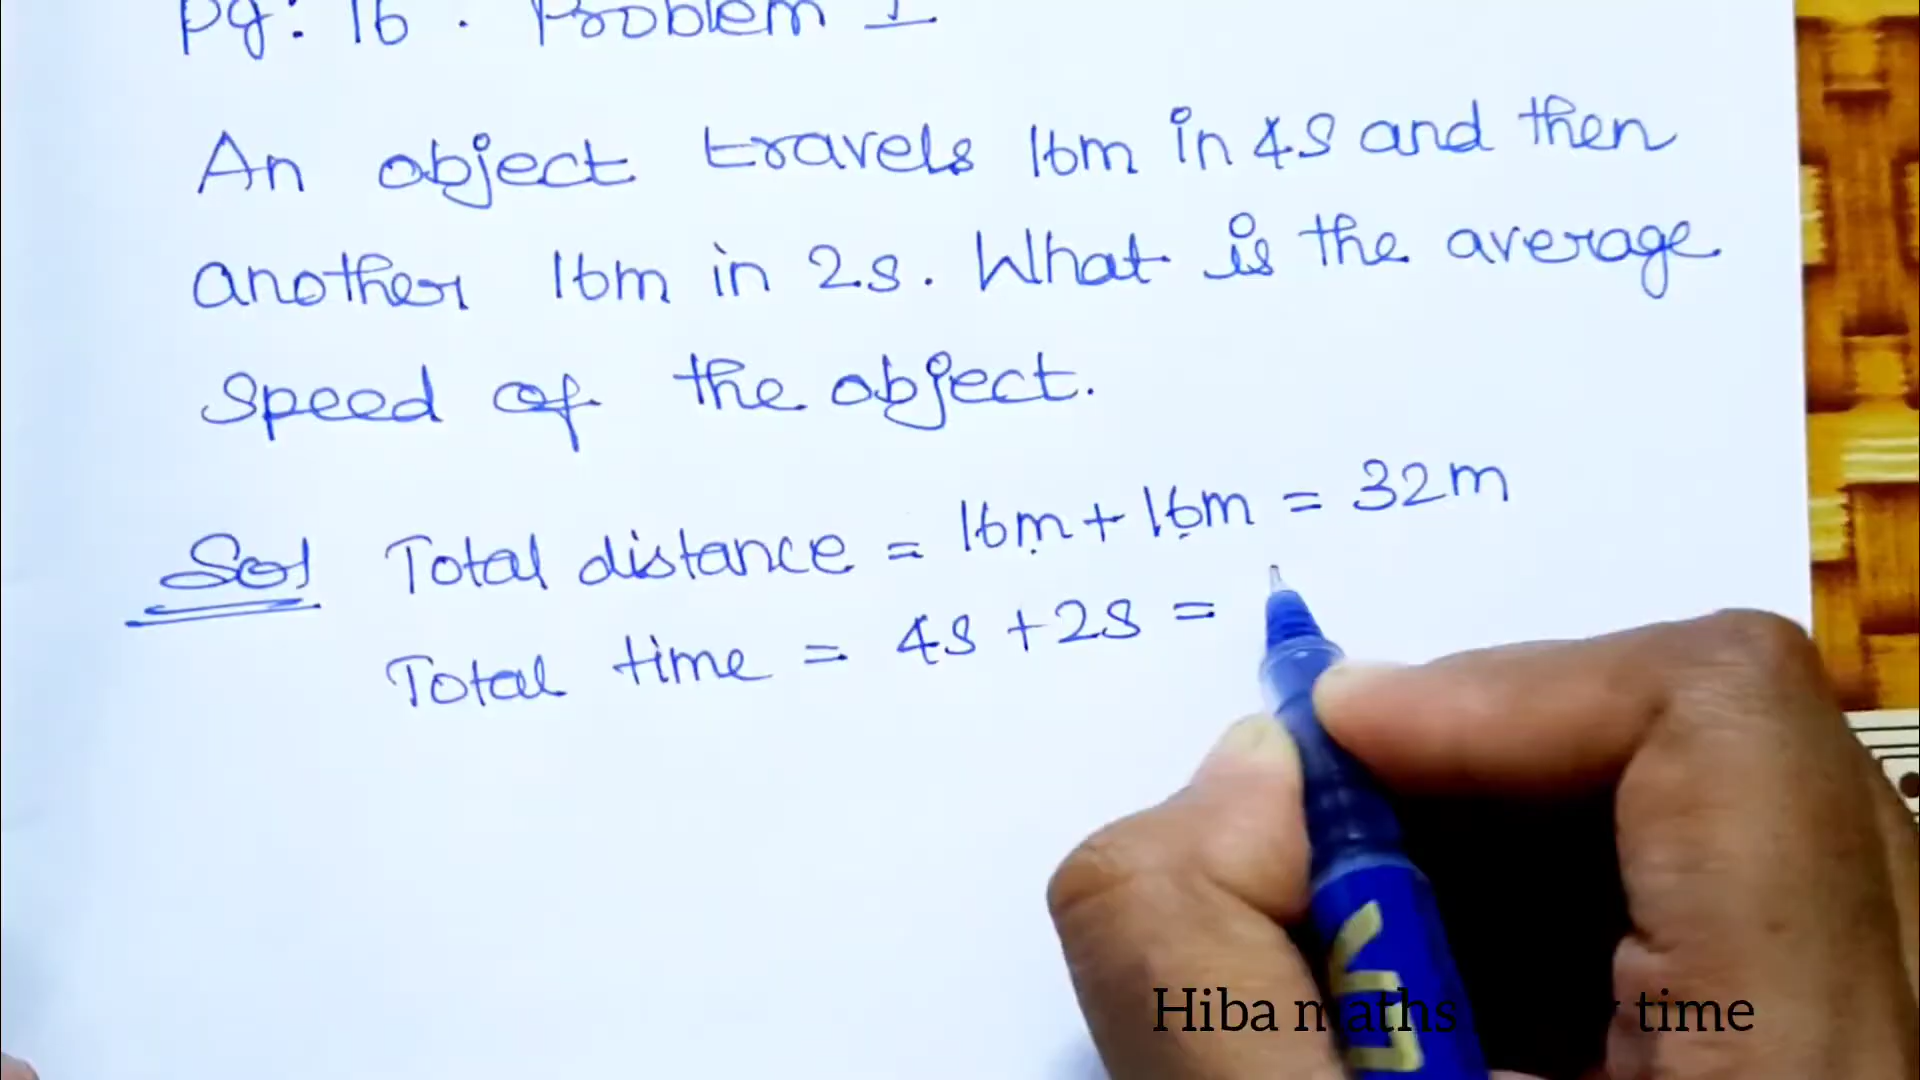 pg: 16. Problem 1
An object travels 16m in 4s and then
another 16m in 2s. What is the average
speed of the object.
Sol Total distance = 16m + 16m = 32m
Total time = 4s + 2s =
Hiba maths time